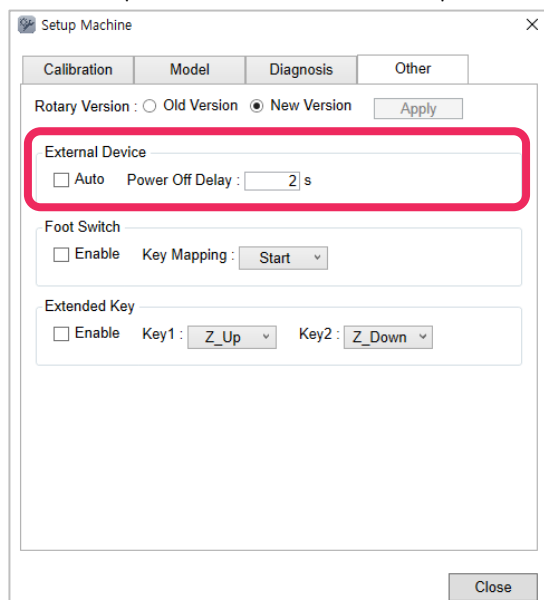 Setup Machine
Calibration Model Diagnosis Other
Rotary Version : Old Version New Version Apply
External Device
Auto Power Off Delay : 2 s
Foot Switch
Enable Key Mapping : Start
Extended Key
Enable Key1 : Z_Up Key2 : Z_Down
Close